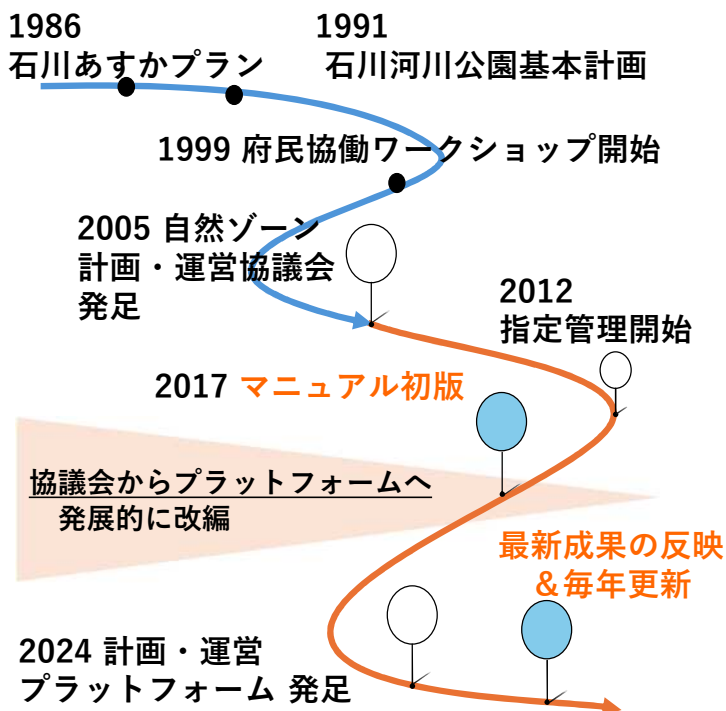 1986
石川あすかプラン
1991
石川河川公園基本計画
1999 府民協働ワークショップ開始
2005 自然ゾーン
計画・運営協議会
発足
2012
指定管理開始
2017 マニュアル初版
協議会からプラットフォームへ
発展的に改編
最新成果の反映
＆毎年更新
2024 計画・運営
プラットフォーム 発足